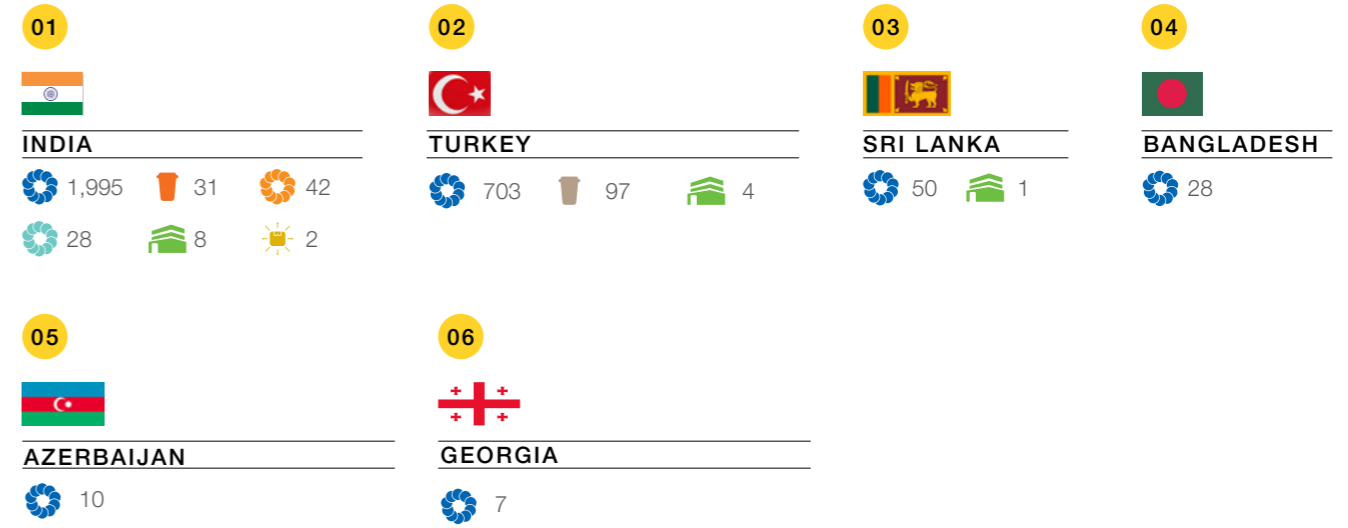 01
INDIA
1,995 31 42
28 8 2
02
TURKEY
703 97 4
03
SRI LANKA
50 1
04
BANGLADESH
28
05
AZERBAIJAN
10
06
GEORGIA
7